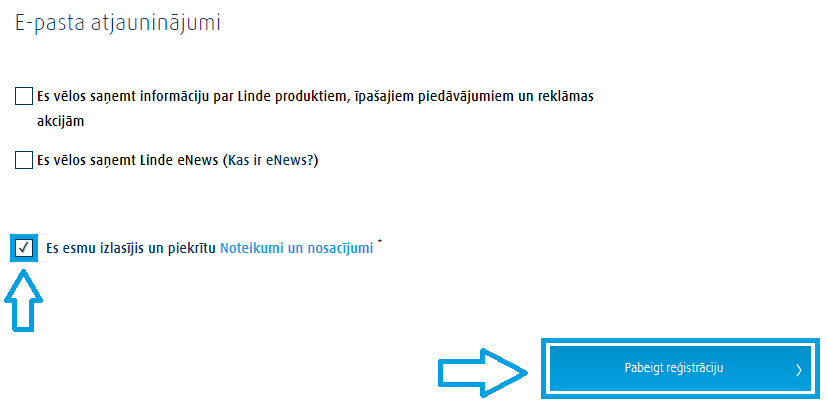 E-pasta atjauninājumi
Es vēlos saņemt informāciju par Linde produktiem, īpašajiem piedāvājumiem un reklāmas
akcijām
Es vēlos saņemt Linde eNews (Kas ir eNews?)
Es esmu izlasījis un piekrītu Noteikumi un nosacījumi *
Pabeigt reģistrāciju